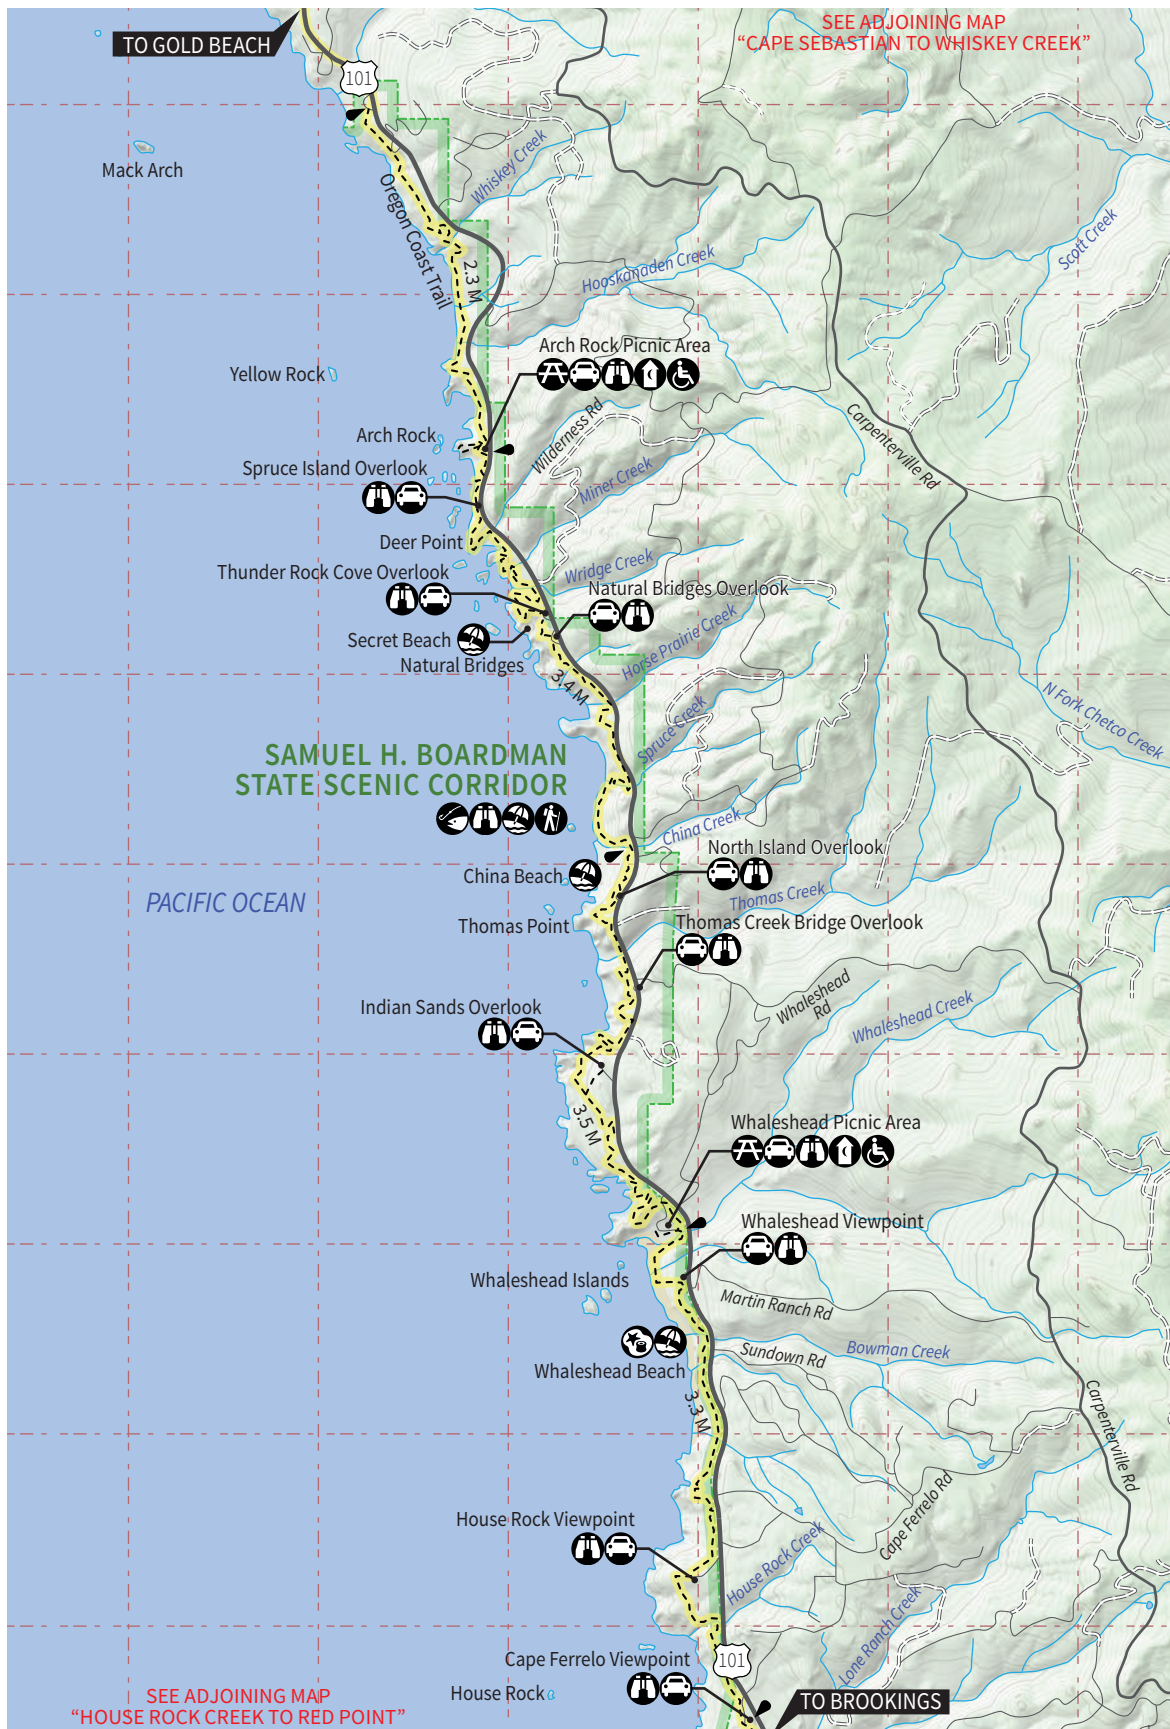 SEE ADJOINING MAP
“CAPE SEBASTIAN TO WHISKEY CREEK”
TO GOLD BEACH
101
Mack Arch
Whiskey Creek
Oregon Coast Trail
Scott Creek
2.3 M
Hooskanaden Creek
Arch Rock Picnic Area
Yellow Rock
Carpenterville Rd
Wilderness Rd
Arch Rock
Spruce Island Overlook
Miner Creek
Deer Point
Wridge Creek
Thunder Rock Cove Overlook
Natural Bridges Overlook
Secret Beach
Natural Bridges
Horse Prairie Creek
3.4 M
N Fork Chetco Creek
Spruce Creek
SAMUEL H. BOARDMAN
STATE SCENIC CORRIDOR
China Creek
North Island Overlook
China Beach
Thomas Creek
PACIFIC OCEAN
Thomas Point
Thomas Creek Bridge Overlook
Whaleshead
Rd
Indian Sands Overlook
Whaleshead Creek
3.5 M
Whaleshead Picnic Area
Whaleshead Viewpoint
Whaleshead Islands
Martin Ranch Rd
Sundown Rd
Bowman Creek
Whaleshead Beach
3.3 M
Carpenterville Rd
House Rock Viewpoint
Cape Ferrelo Rd
House Rock Creek
Lone Ranch Creek
Cape Ferrelo Viewpoint
101
House Rock
TO BROOKINGS
SEE ADJOINING MAP
“HOUSE ROCK CREEK TO RED POINT”